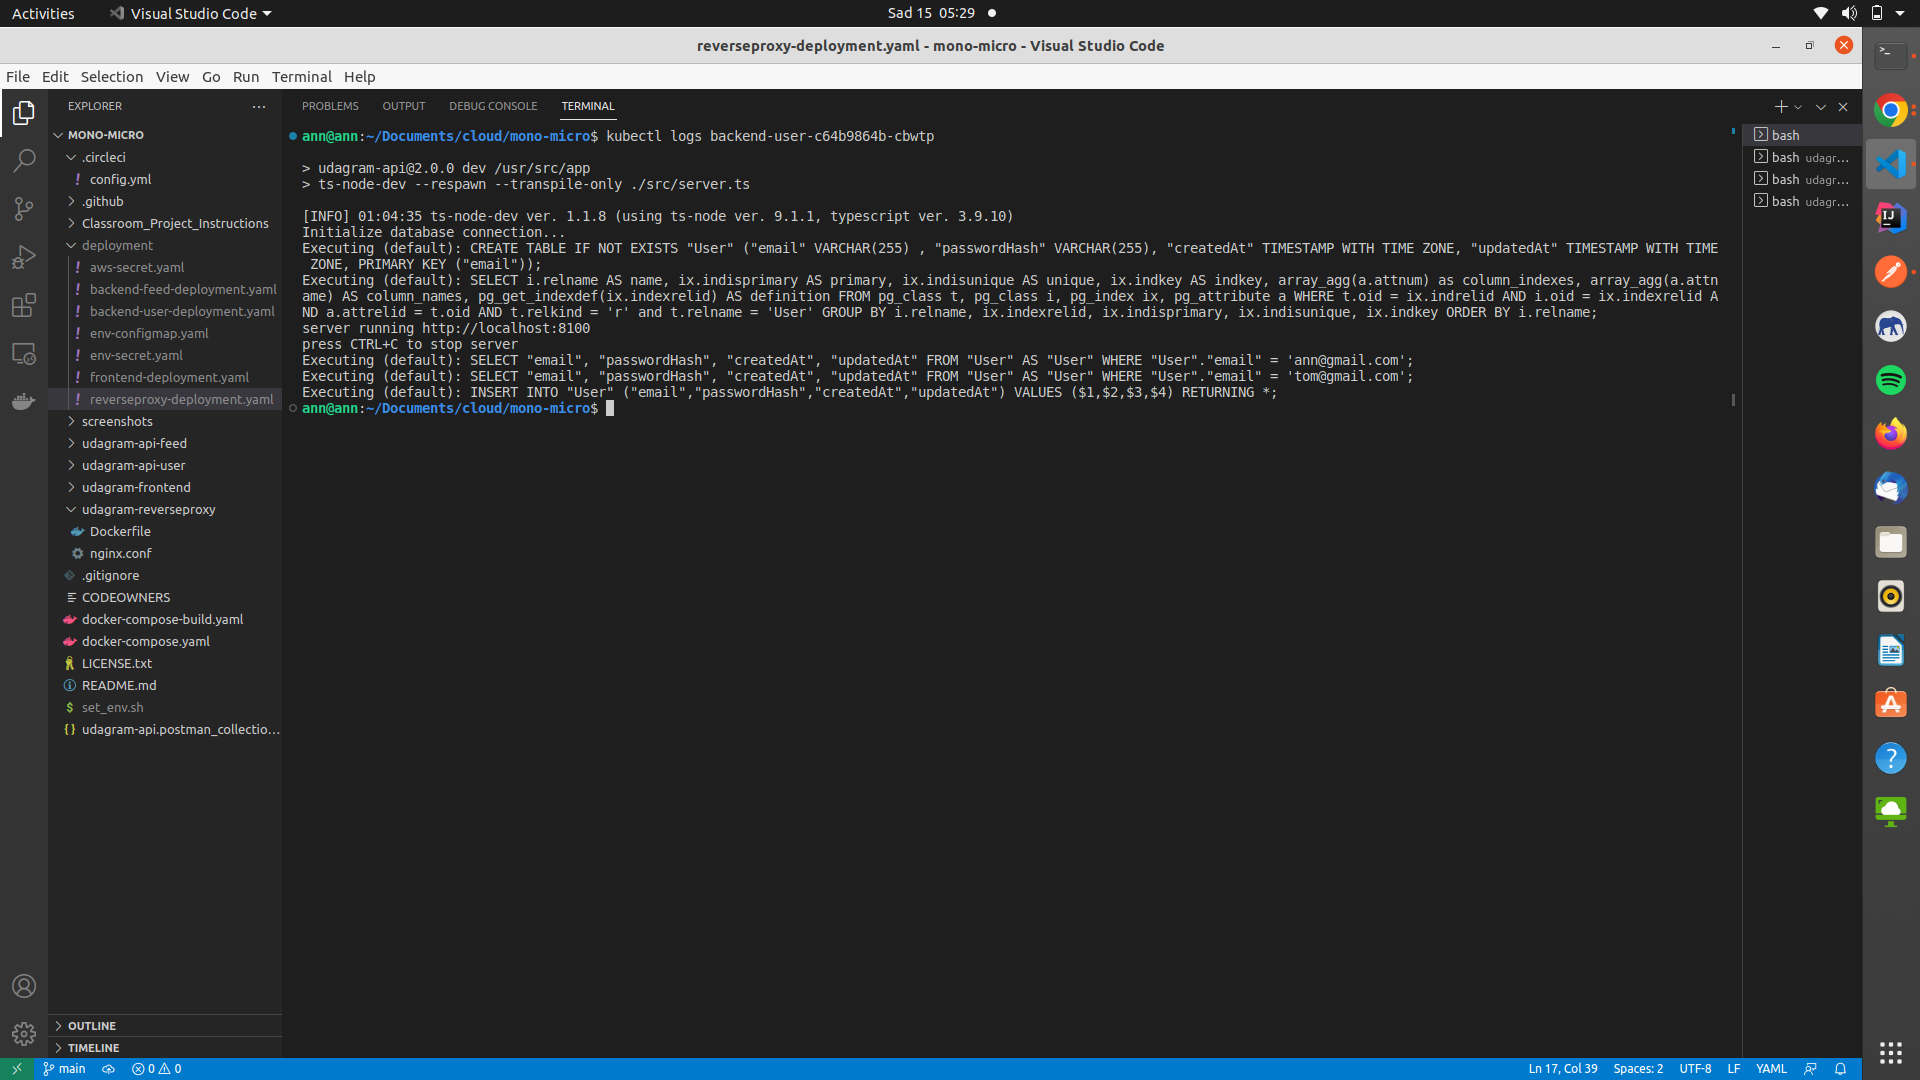 Activities
Visual Studio Code
Sad 15 05:29
reverseproxy-deployment.yaml - mono-micro - Visual Studio Code
File Edit Selection View Go Run Terminal Help
EXPLORER
MONO-MICRO
.circleci
config.yml
.github
Classroom_Project_Instructions
deployment
aws-secret.yaml
backend-feed-deployment.yaml
backend-user-deployment.yaml
env-configmap.yaml
env-secret.yaml
frontend-deployment.yaml
reverseproxy-deployment.yaml
screenshots
udagram-api-feed
udagram-api-user
udagram-frontend
udagram-reverseproxy
Dockerfile
nginx.conf
.gitignore
CODEOWNERS
docker-compose-build.yaml
docker-compose.yaml
LICENSE.txt
README.md
set_env.sh
udagram-api.postman_collectio...
OUTLINE
TIMELINE
PROBLEMS OUTPUT DEBUG CONSOLE TERMINAL
ann@ann:~/Documents/cloud/mono-micro$ kubectl logs backend-user-c64b9864b-cbwtp
> udagram-api@2.0.0 dev /usr/src/app
> ts-node-dev --respawn --transpile-only ./src/server.ts
[INFO] 01:04:35 ts-node-dev ver. 1.1.8 (using ts-node ver. 9.1.1, typescript ver. 3.9.10)
Initialize database connection...
Executing (default): CREATE TABLE IF NOT EXISTS "User" ("email" VARCHAR(255) , "passwordHash" VARCHAR(255), "createdAt" TIMESTAMP WITH TIME ZONE, "updatedAt" TIMESTAMP WITH TIME
ZONE, PRIMARY KEY ("email"));
Executing (default): SELECT i.relname AS name, ix.indisprimary AS primary, ix.indisunique AS unique, ix.indkey AS indkey, array_agg(a.attnum) as column_indexes, array_agg(a.attn
ame) AS column_names, pg_get_indexdef(ix.indexrelid) AS definition FROM pg_class t, pg_class i, pg_index ix, pg_attribute a WHERE t.oid = ix.indrelid AND i.oid = ix.indexrelid A
ND a.attrelid = t.oid AND t.relkind = 'r' and t.relname = 'User' GROUP BY i.relname, ix.indexrelid, ix.indisprimary, ix.indisunique, ix.indkey ORDER BY i.relname;
server running http://localhost:8100
press CTRL+C to stop server
Executing (default): SELECT "email", "passwordHash", "createdAt", "updatedAt" FROM "User" AS "User" WHERE "User"."email" = 'ann@gmail.com';
Executing (default): SELECT "email", "passwordHash", "createdAt", "updatedAt" FROM "User" AS "User" WHERE "User"."email" = 'tom@gmail.com';
Executing (default): INSERT INTO "User" ("email","passwordHash","createdAt","updatedAt") VALUES ($1,$2,$3,$4) RETURNING *;
ann@ann:~/Documents/cloud/mono-micro$
bash
bash udagr...
bash udagr...
bash udagr...
main 0 0
Ln 17, Col 39 Spaces: 2 UTF-8 LF YAML